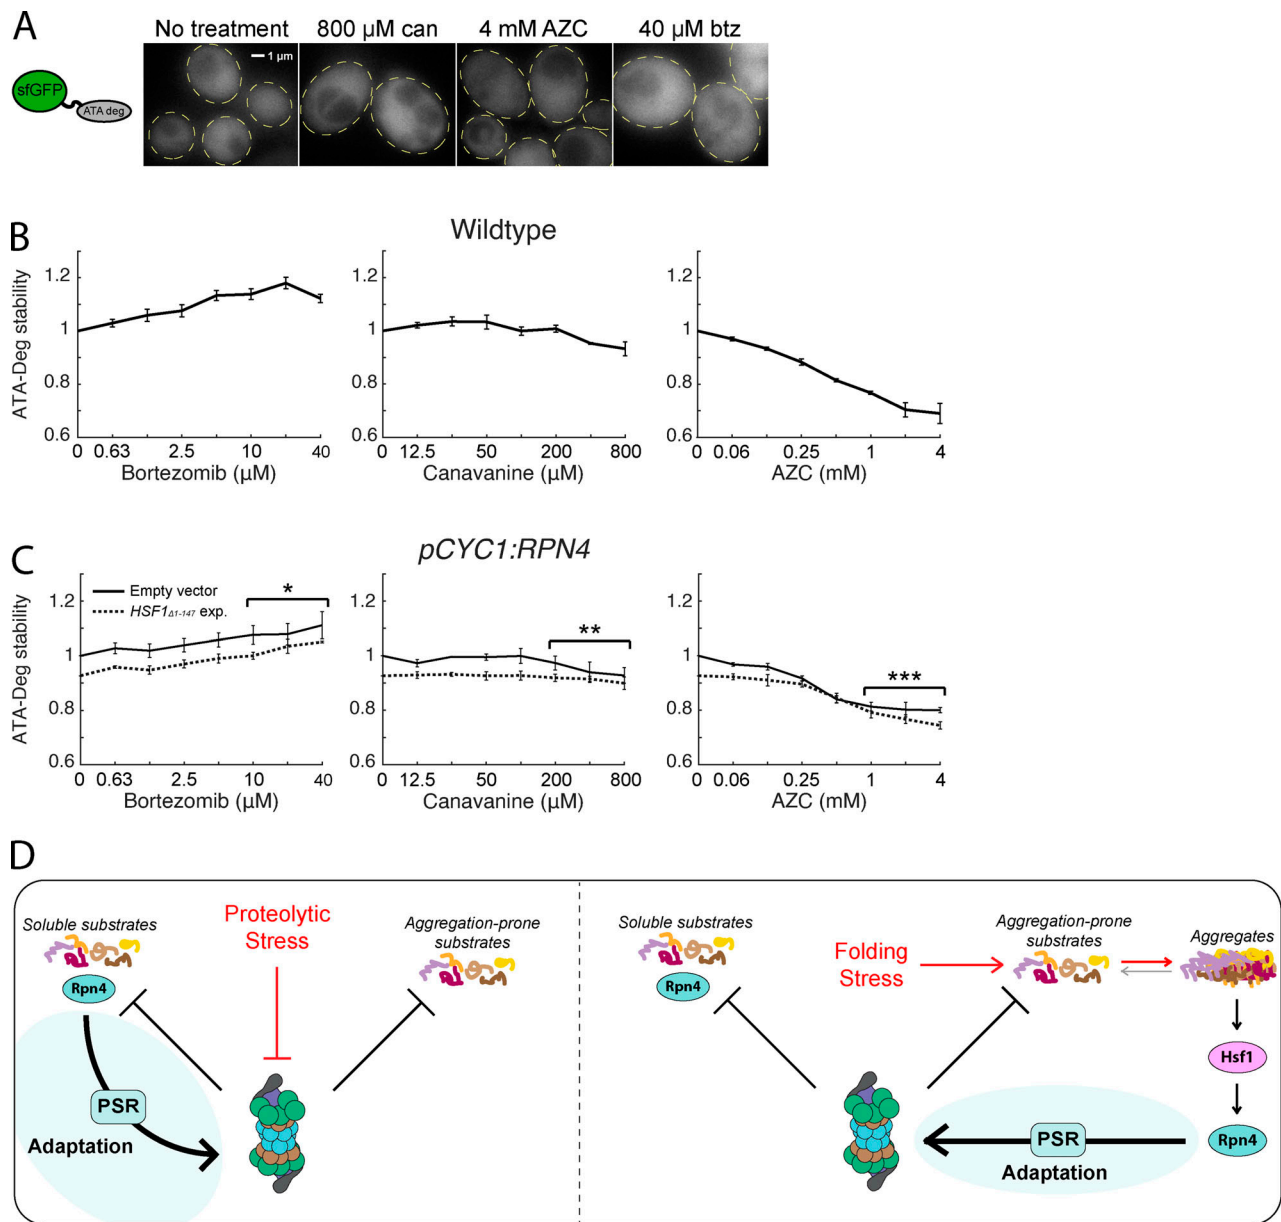 A
No treatment
800 µM can
4 mM AZC
40 µM btz
1 µm
sfGFP
ATA deg
B
Wildtype
ATA-Deg stability
1.2
1
0.8
0.6
0 0.63 2.5 10 40
Bortezomib (µM)
1.2
1
0.8
0.6
0 12.5 50 200 800
Canavanine (µM)
1.2
1
0.8
0.6
0 0.06 0.25 1 4
AZC (mM)
C
pCYC1:RPN4
ATA-Deg stability
Empty vector
HSF1Δ1-147 exp.
*
1.2
1
0.8
0.6
0 0.63 2.5 10 40
Bortezomib (µM)
**
1.2
1
0.8
0.6
0 12.5 50 200 800
Canavanine (µM)
***
1.2
1
0.8
0.6
0 0.06 0.25 1 4
AZC (mM)
D
Soluble substrates
Rpn4
Proteolytic
Stress
Aggregation-prone
substrates
PSR
Adaptation
Soluble substrates
Rpn4
Folding
Stress
Aggregation-prone
substrates
Aggregates
Hsf1
Rpn4
PSR
Adaptation